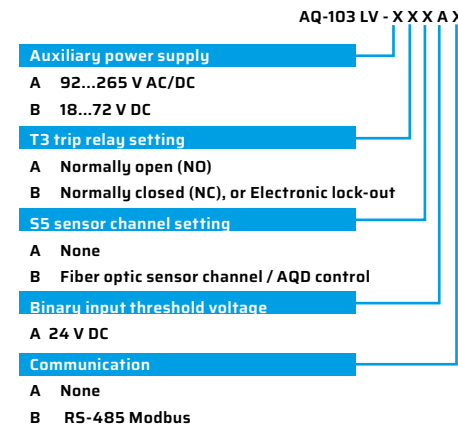 AQ-103 LV - X X X A X
Auxiliary power supply
A 92...265 V AC/DC
B 18...72 V DC
T3 trip relay setting
A Normally open (NO)
B Normally closed (NC), or Electronic lock-out
S5 sensor channel setting
A None
B Fiber optic sensor channel / AQD control
Binary input threshold voltage
A 24 V DC
Communication
A None
B RS-485 Modbus